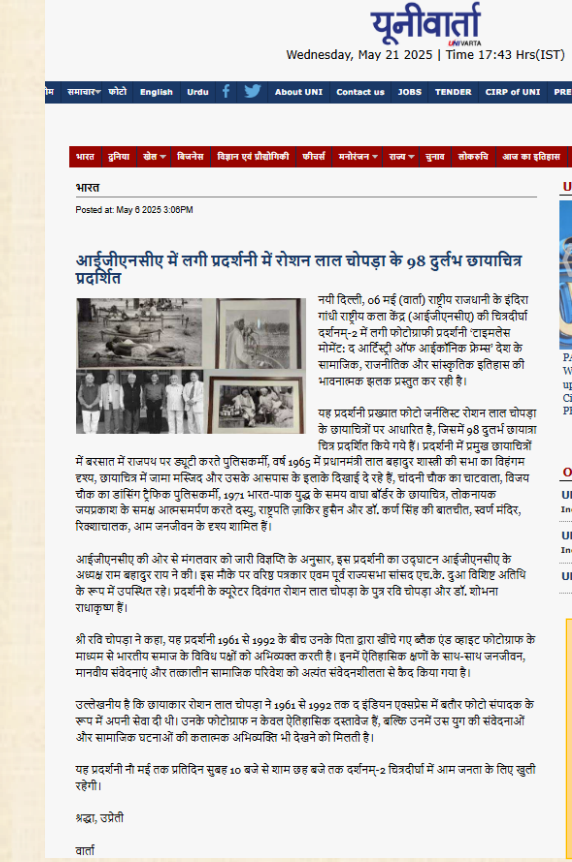 यूनीवार्ता
UNIVARTA
Wednesday, May 21 2025 | Time 17:43 Hrs(IST)
समाचार फोटो English Urdu About UNI Contact us JOBS TENDER CIRP of UNI PRE
भारत दुनिया खेल बिजनेस विज्ञान एवं प्रौद्योगिकी फीचर्स मनोरंजन राज्य चुनाव लोकरुचि आज का इतिहास
भारत
Posted at: May 6 2025 3:06PM
आईजीएनसीए में लगी प्रदर्शनी में रोशन लाल चोपड़ा के 98 दुर्लभ छायाचित्र
प्रदर्शित
नयी दिल्ली, 06 मई (वार्ता) राष्ट्रीय राजधानी के इंदिरा
गांधी राष्ट्रीय कला केंद्र (आईजीएनसीए) की चित्रदीर्घा
दर्शनम्-2 में लगी फोटोग्राफी प्रदर्शनी ‘टाइमलेस
मोमेंट: द आर्टिस्ट्री ऑफ आईकॉनिक फ्रेम्स’ देश के
सामाजिक, राजनीतिक और सांस्कृतिक इतिहास की
भावनात्मक झलक प्रस्तुत कर रही है।
यह प्रदर्शनी प्रख्यात फोटो जर्नलिस्ट रोशन लाल चोपड़ा
के छायाचित्रों पर आधारित है, जिसमें 98 दुर्लभ छायात्रा
चित्र प्रदर्शित किये गये हैं। प्रदर्शनी में प्रमुख छायाचित्रों
में बरसात में राजपथ पर ड्यूटी करते पुलिसकर्मी, वर्ष 1965 में प्रधानमंत्री लाल बहादुर शास्त्री की सभा का विहंगम
दृश्य, छायाचित्र में जामा मस्जिद और उसके आसपास के इलाके दिखाई दे रहे हैं, चांदनी चौक का चाटवाला, विजय
चौक का डांसिंग ट्रैफिक पुलिसकर्मी, 1971 भारत-पाक युद्ध के समय वाघा बॉर्डर के छायाचित्र, लोकनायक
जयप्रकाश के समक्ष आत्मसमर्पण करते दस्यु, राष्ट्रपति ज़ाकिर हुसैन और डॉ. कर्ण सिंह की बातचीत, स्वर्ण मंदिर,
रिक्शाचालक, आम जनजीवन के दृश्य शामिल हैं।
आईजीएनसीए की ओर से मंगलवार को जारी विज्ञप्ति के अनुसार, इस प्रदर्शनी का उद्घाटन आईजीएनसीए के
अध्यक्ष राम बहादुर राय ने की। इस मौके पर वरिष्ठ पत्रकार एवम पूर्व राज्यसभा सांसद एच.के. दुआ विशिष्ट अतिथि
के रूप में उपस्थित रहे। प्रदर्शनी के क्यूरेटर दिवंगत रोशन लाल चोपड़ा के पुत्र रवि चोपड़ा और डॉ. शोभना
राधाकृष्ण हैं।
श्री रवि चोपड़ा ने कहा, यह प्रदर्शनी 1961 से 1992 के बीच उनके पिता द्वारा खींचे गए ब्लैक एंड व्हाइट फोटोग्राफ के
माध्यम से भारतीय समाज के विविध पक्षों को अभिव्यक्त करती है। इनमें ऐतिहासिक क्षणों के साथ-साथ जनजीवन,
मानवीय संवेदनाएं और तत्कालीन सामाजिक परिवेश को अत्यंत संवेदनशीलता से कैद किया गया है।
उल्लेखनीय है कि छायाकार रोशन लाल चोपड़ा ने 1961 से 1992 तक द इंडियन एक्सप्रेस में बतौर फोटो संपादक के
रूप में अपनी सेवा दी थी। उनके फोटोग्राफ न केवल ऐतिहासिक दस्तावेज हैं, बल्कि उनमें उस युग की संवेदनाओं
और सामाजिक घटनाओं की कलात्मक अभिव्यक्ति भी देखने को मिलती है।
यह प्रदर्शनी नौ मई तक प्रतिदिन सुबह 10 बजे से शाम छह बजे तक दर्शनम्-2 चित्रदीर्घा में आम जनता के लिए खुली
रहेगी।
श्रद्धा, उप्रेती
वार्ता